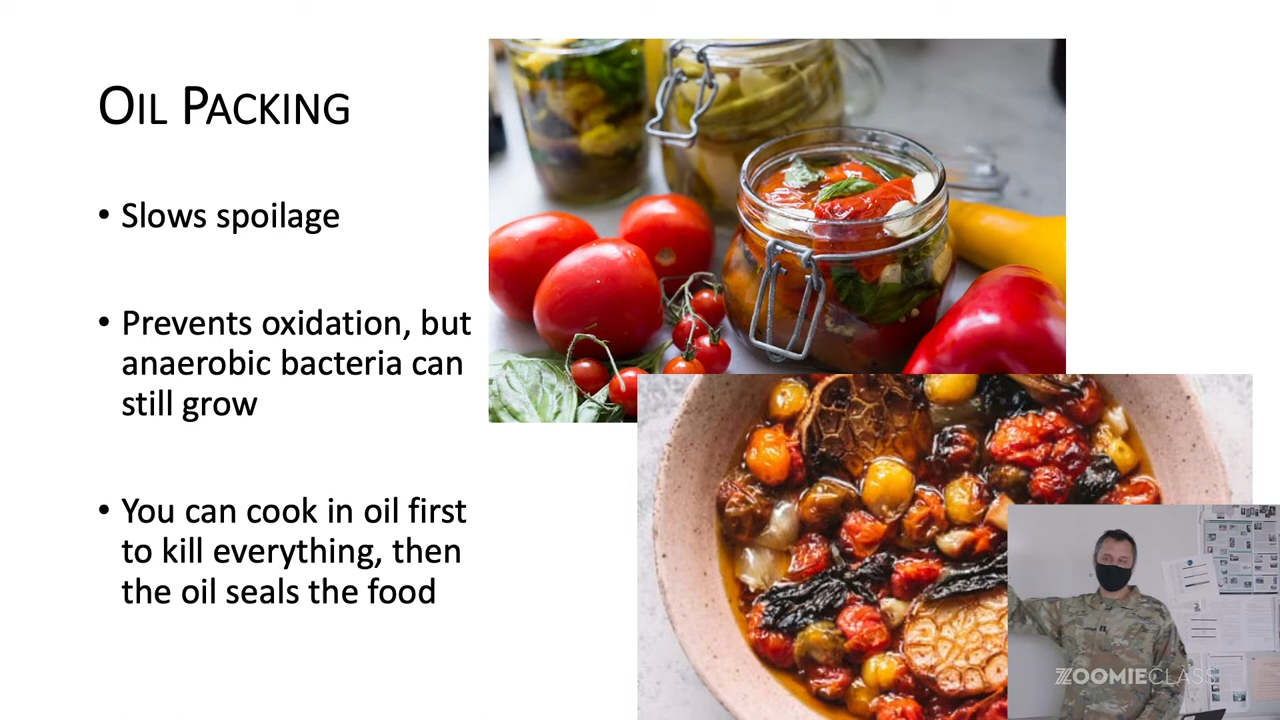 OIL PACKING
• Slows spoilage
• Prevents oxidation, but
anaerobic bacteria can
still grow
• You can cook in oil first
to kill everything, then
the oil seals the food
ZOOMIECLASS